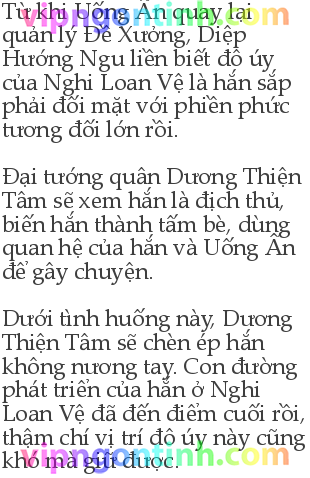 Từ khi Uống Ẩn quay lại
quản lý Đề Xưởng, Diệp
Hướng Ngu liền biết đô úy
của Nghi Loan Vệ là hắn sắp
phải đối mặt với phiền phức
tương đối lớn rồi.
Đại tướng quân Dương Thiện
Tâm sẽ xem hắn là địch thủ,
biến hắn thành tấm bè, dùng
quan hệ của hắn và Uống Ẩn
để gây chuyện.
Dưới tình huống này, Dương
Thiện Tâm sẽ chèn ép hắn
không nương tay. Con đường
phát triển của hắn ở Nghi
Loan Vệ đã đến điểm cuối rồi,
thậm chí vị trí đô úy này cũng
khó mà giữ được.
vipngontinh.com
vipngontinh.com